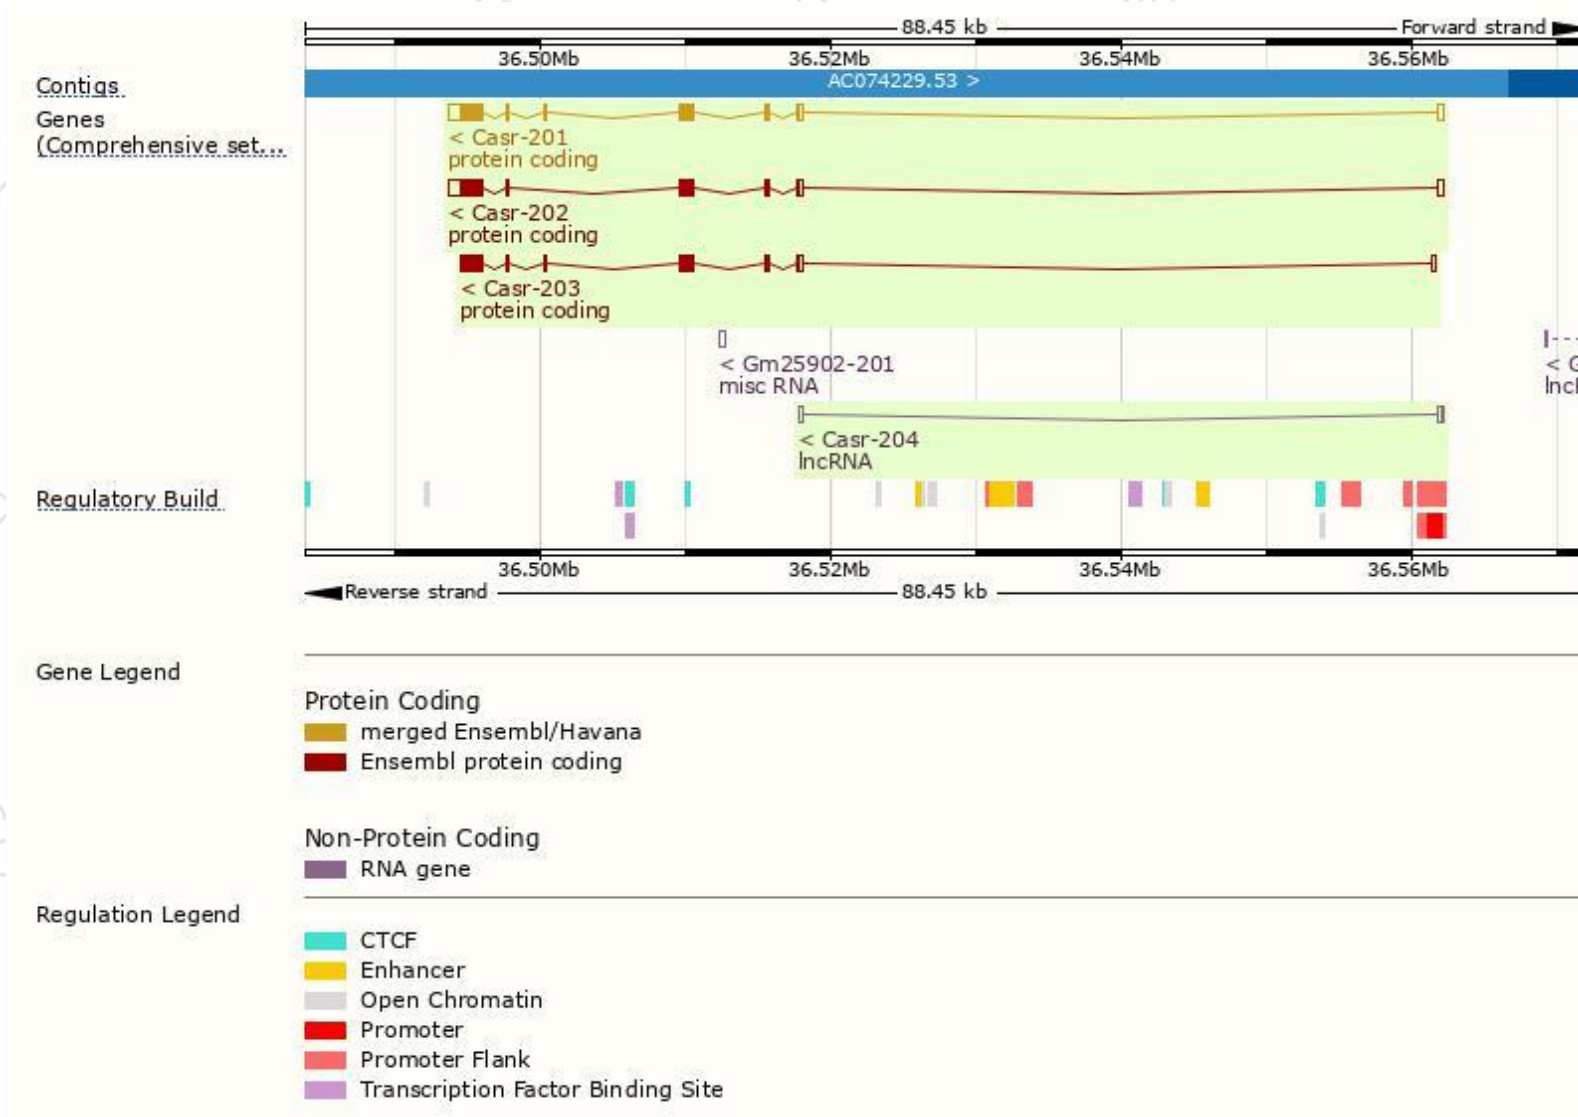 88.45 kb Forward strand
36.50Mb 36.52Mb 36.54Mb 36.56Mb
Contigs AC074229.53 >
Genes
(Comprehensive set...
< Casr-201
protein coding
< Casr-202
protein coding
< Casr-203
protein coding
< Gm25902-201 < G
misc RNA lncl
< Casr-204
lncRNA
Regulatory Build
36.50Mb 36.52Mb 36.54Mb 36.56Mb
Reverse strand 88.45 kb
Gene Legend
Protein Coding
merged Ensembl/Havana
Ensembl protein coding
Non-Protein Coding
RNA gene
Regulation Legend
CTCF
Enhancer
Open Chromatin
Promoter
Promoter Flank
Transcription Factor Binding Site